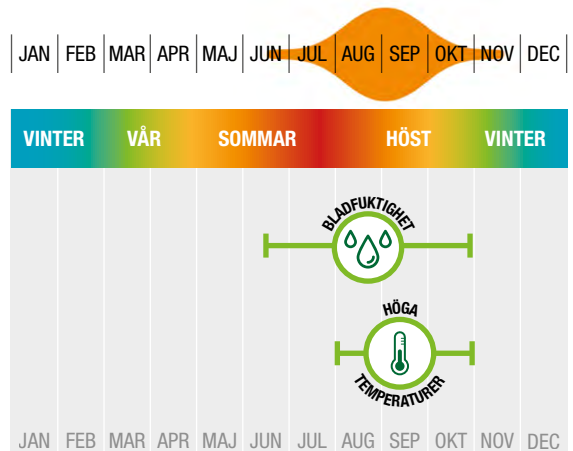 JAN FEB MAR APR MAJ JUN JUL AUG SEP OKT NOV DEC
VINTER VÅR SOMMAR HÖST VINTER
BLADFUKTIGHET
HÖGA
TEMPERATURER
JAN FEB MAR APR MAJ JUN JUL AUG SEP OKT NOV DEC